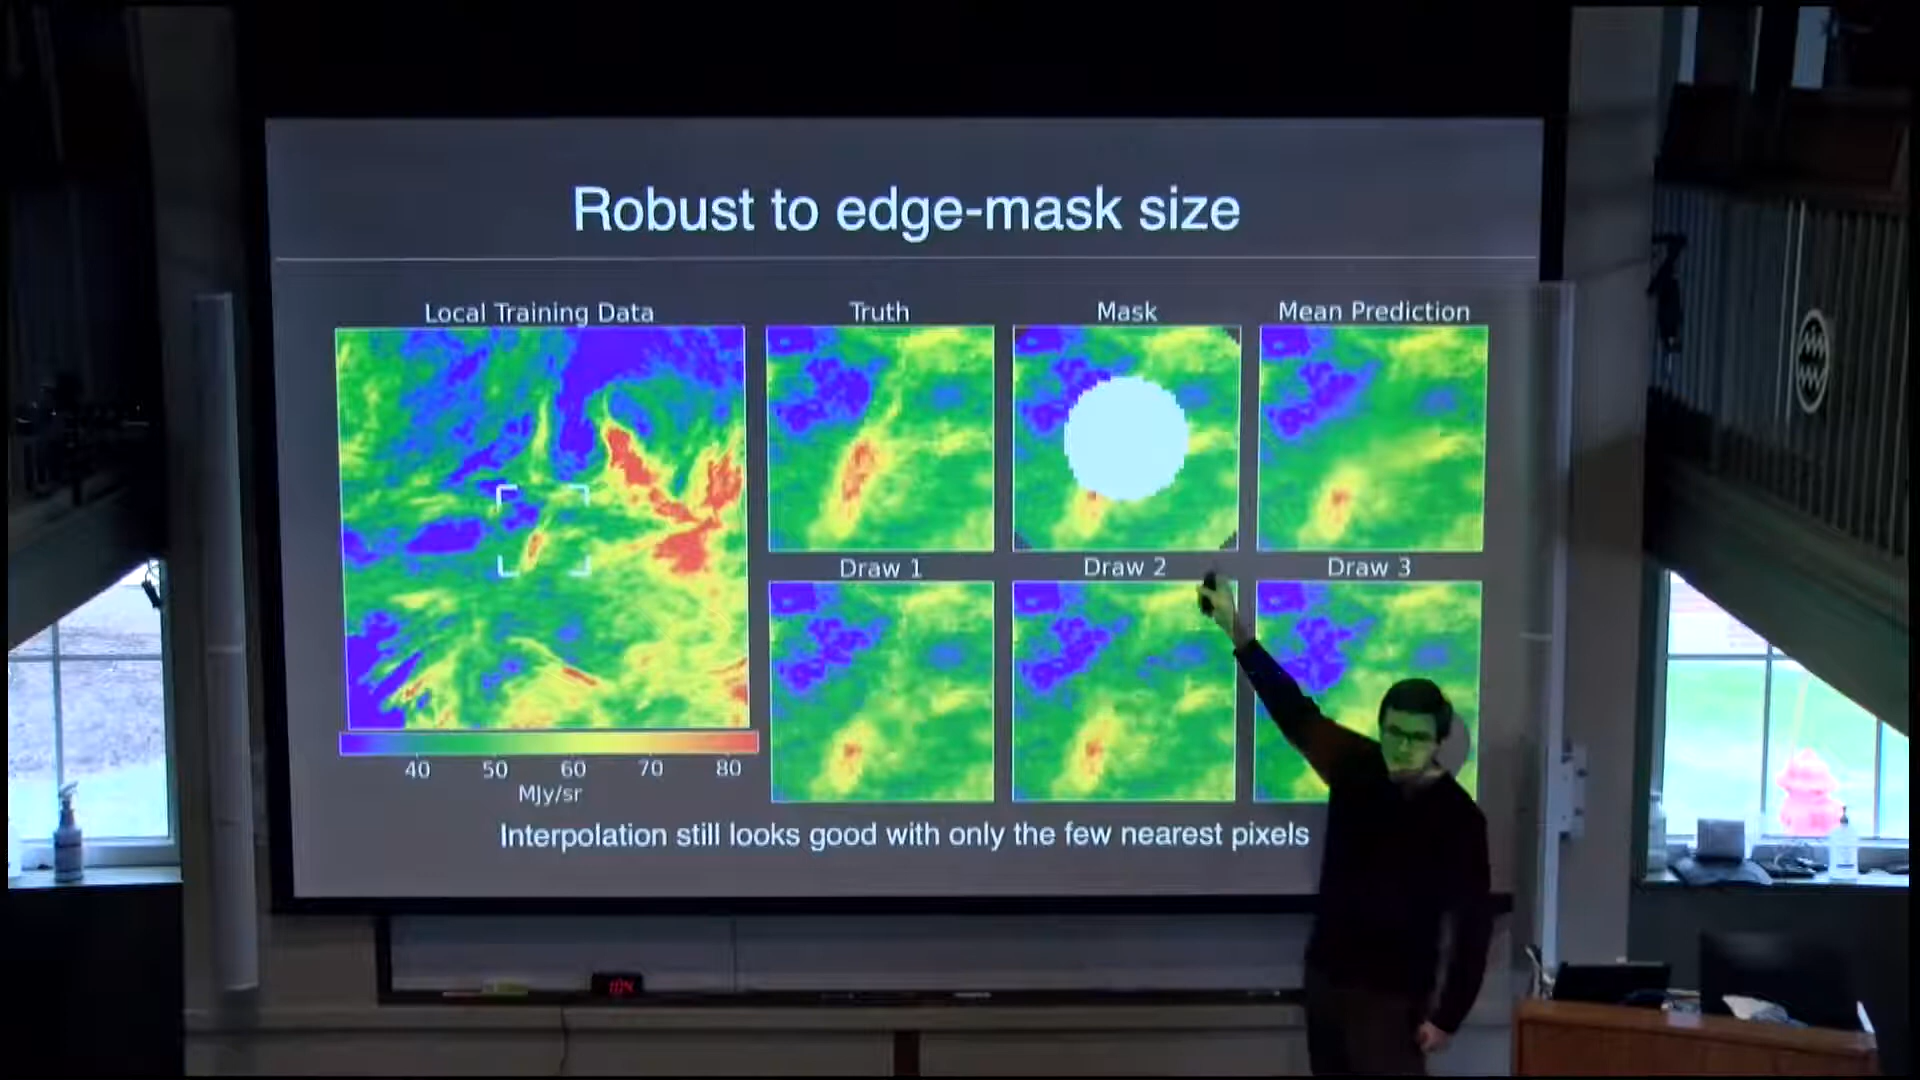 Robust to edge-mask size
Local Training Data
Truth
Mask
Mean Prediction
Draw 1
Draw 2
Draw 3
40 50 60 70 80
MJy/sr
Interpolation still looks good with only the few nearest pixels